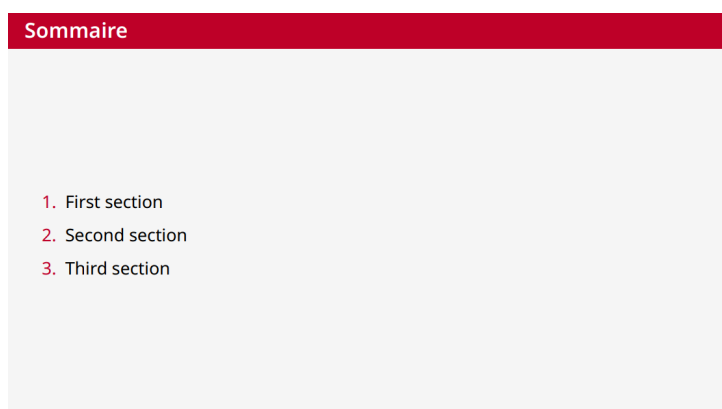 Sommaire
1. First section
2. Second section
3. Third section